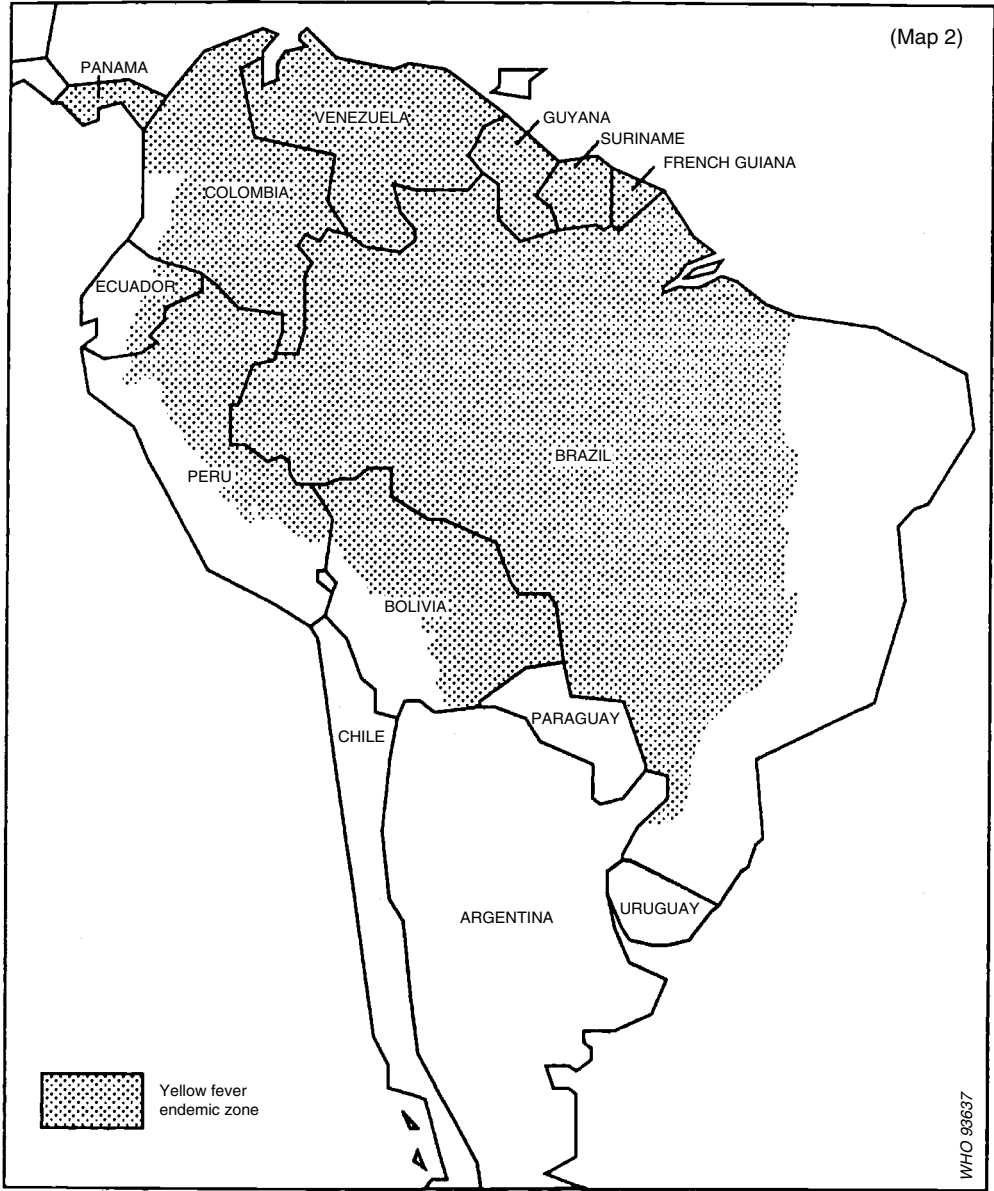 (Map 2)
PANAMA
VENEZUELA
GUYANA
SURINAME
FRENCH GUIANA
COLOMBIA
ECUADOR
BRAZIL
PERU
BOLIVIA
PARAGUAY
CHILE
ARGENTINA
URUGUAY
Yellow fever
endemic zone
WHO 93637